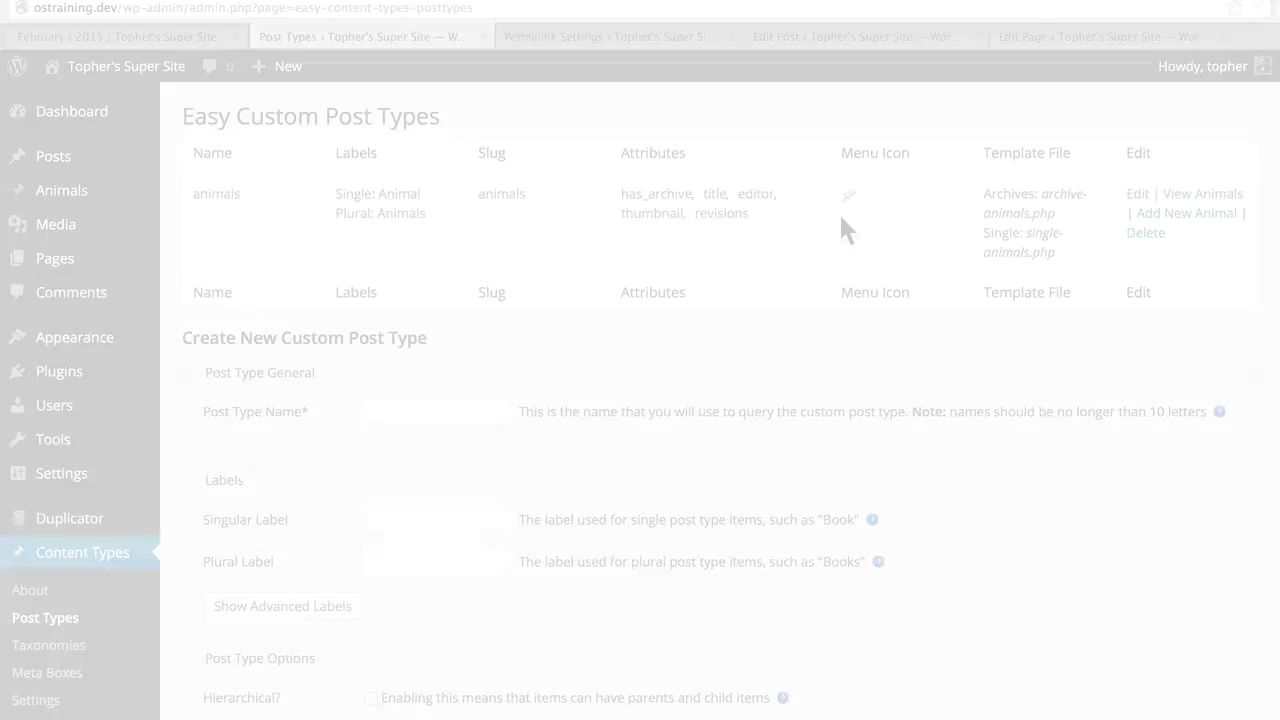 ostraining.dev/wp-admin/admin.php?page=easy-content-types-posttypes
February | 2015 | Topher's Super Site
Post Types ‹ Topher's Super Site — W...
Permalink Settings ‹ Topher's Super S...
Edit Post ‹ Topher's Super Site — Wor...
Edit Page ‹ Topher's Super Site — Wor
Topher's Super Site
0
New
Howdy, topher
Dashboard
Posts
Animals
Media
Pages
Comments
Appearance
Plugins
Users
Tools
Settings
Duplicator
Content Types
About
Post Types
Taxonomies
Meta Boxes
Settings
Easy Custom Post Types
Name Labels Slug Attributes Menu Icon Template File Edit
animals Single: Animal animals has_archive, title, editor, Archives: archive- Edit | View Animals
Plural: Animals thumbnail, revisions animals.php | Add New Animal |
Single: single- Delete
animals.php
Name Labels Slug Attributes Menu Icon Template File Edit
Create New Custom Post Type
Post Type General
Post Type Name* This is the name that you will use to query the custom post type. Note: names should be no longer than 10 letters ?
Labels
Singular Label The label used for single post type items, such as "Book" ?
Plural Label The label used for plural post type items, such as "Books" ?
Show Advanced Labels
Post Type Options
Hierarchical? Enabling this means that items can have parents and child items ?